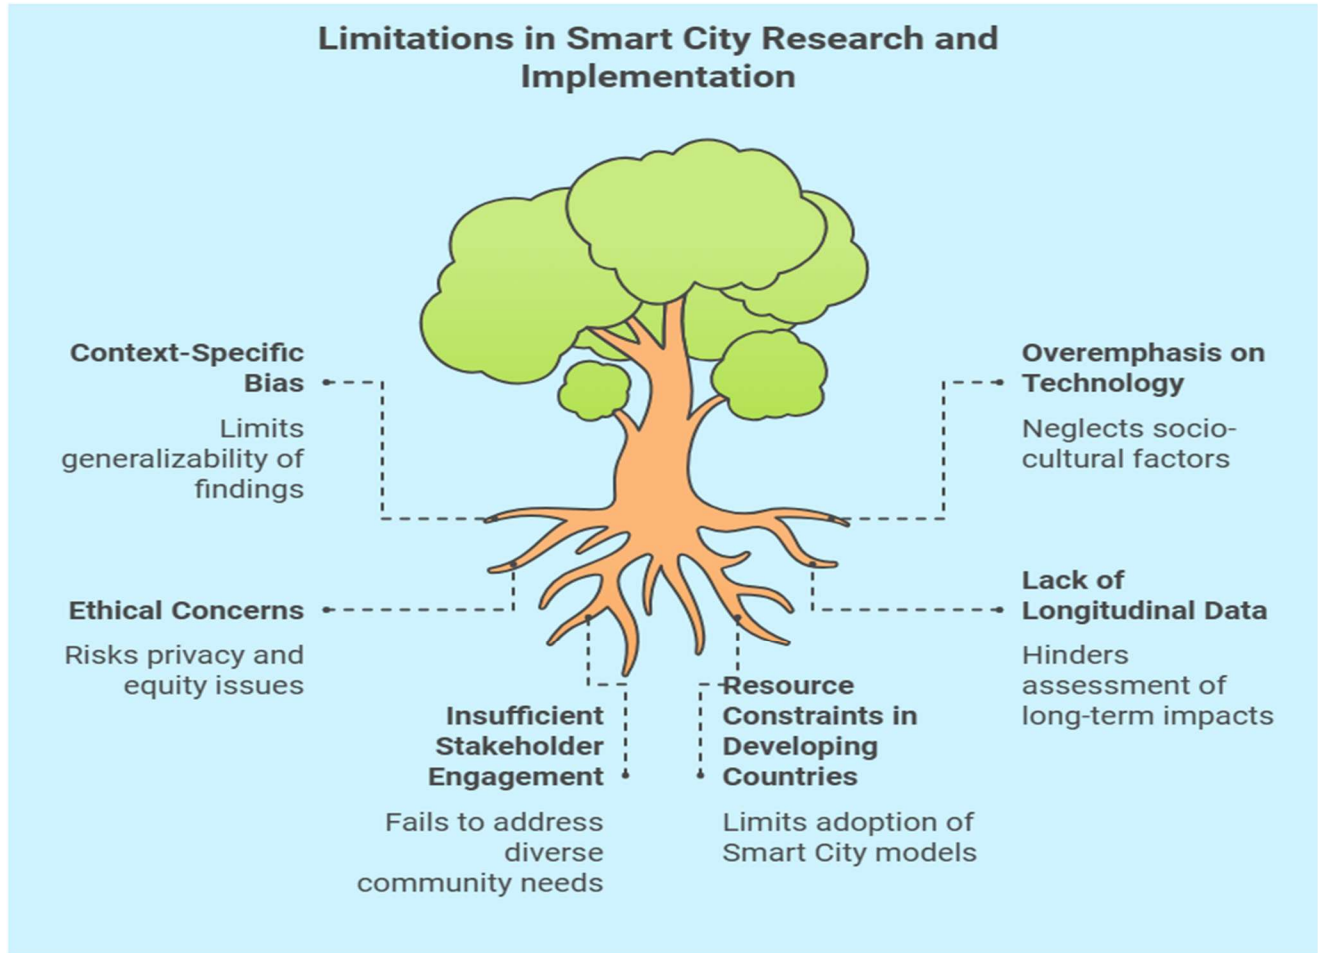 Limitations in Smart City Research and
Implementation
Context-Specific
Bias
Limits
generalizability of
findings
Overemphasis on
Technology
Neglects socio-
cultural factors
Ethical Concerns
Risks privacy and
equity issues
Lack of
Longitudinal Data
Hinders
assessment of
long-term impacts
Insufficient
Stakeholder
Engagement
Fails to address
diverse
community needs
Resource
Constraints in
Developing
Countries
Limits adoption of
Smart City models